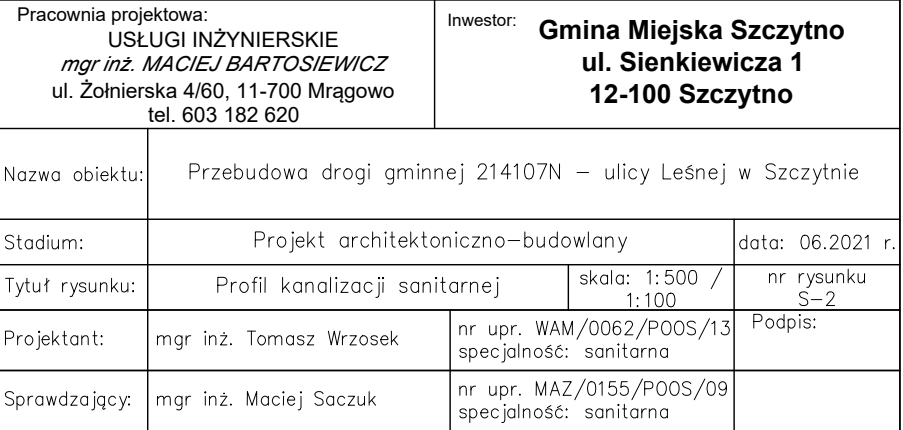 Pracownia projektowa:
USŁUGI INŻYNIERSKIE
mgr inż. MACIEJ BARTOSIEWICZ
ul. Żołnierska 4/60, 11-700 Mrągowo
tel. 603 182 620
Inwestor:
Gmina Miejska Szczytno
ul. Sienkiewicza 1
12-100 Szczytno
Nazwa obiektu:
Przebudowa drogi gminnej 214107N – ulicy Leśnej w Szczytnie
Stadium:
Projekt architektoniczno-budowlany
data: 06.2021 r.
Tytuł rysunku:
Profil kanalizacji sanitarnej
skala: 1:500 /
1:100
nr rysunku
S-2
Projektant:
mgr inż. Tomasz Wrzosek
nr upr. WAM/0062/POOS/13
specjalność: sanitarna
Podpis:
Sprawdzający:
mgr inż. Maciej Saczuk
nr upr. MAZ/0155/POOS/09
specjalność: sanitarna